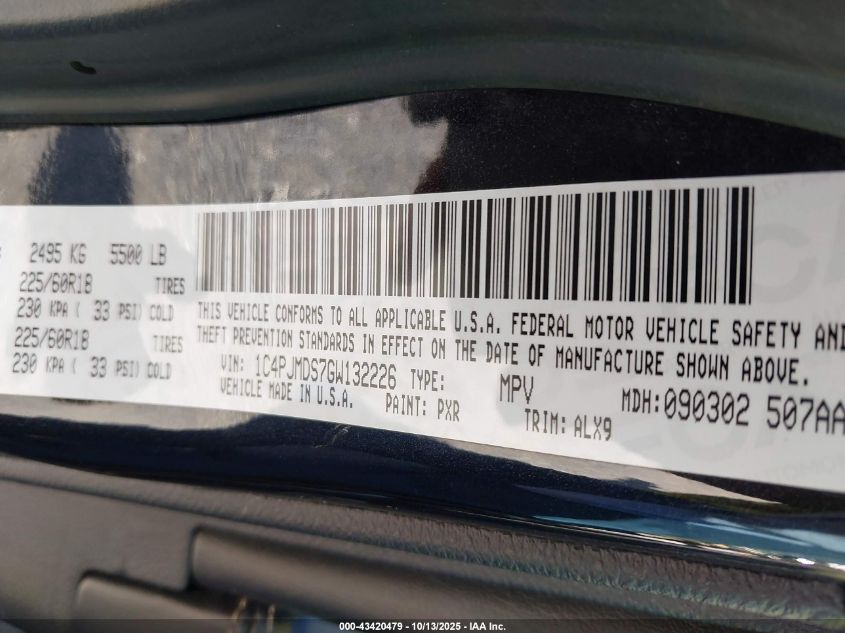 2495 KG 5500 LB
225/60R18 TIRES
230 KPA ( 33 PSI) COLD
225/60R18 TIRES
230 KPA ( 33 PSI) COLD
THIS VEHICLE CONFORMS TO ALL APPLICABLE U.S.A. FEDERAL MOTOR VEHICLE SAFETY AND
THEFT PREVENTION STANDARDS IN EFFECT ON THE DATE OF MANUFACTURE SHOWN ABOVE.
VIN: 1C4PJMDS7GW132226 TYPE: MPV MDH: 090302 507AA
VEHICLE MADE IN U.S.A. PAINT: PXR TRIM: ALX9
000-43420479 - 10/13/2025 - IAA Inc.